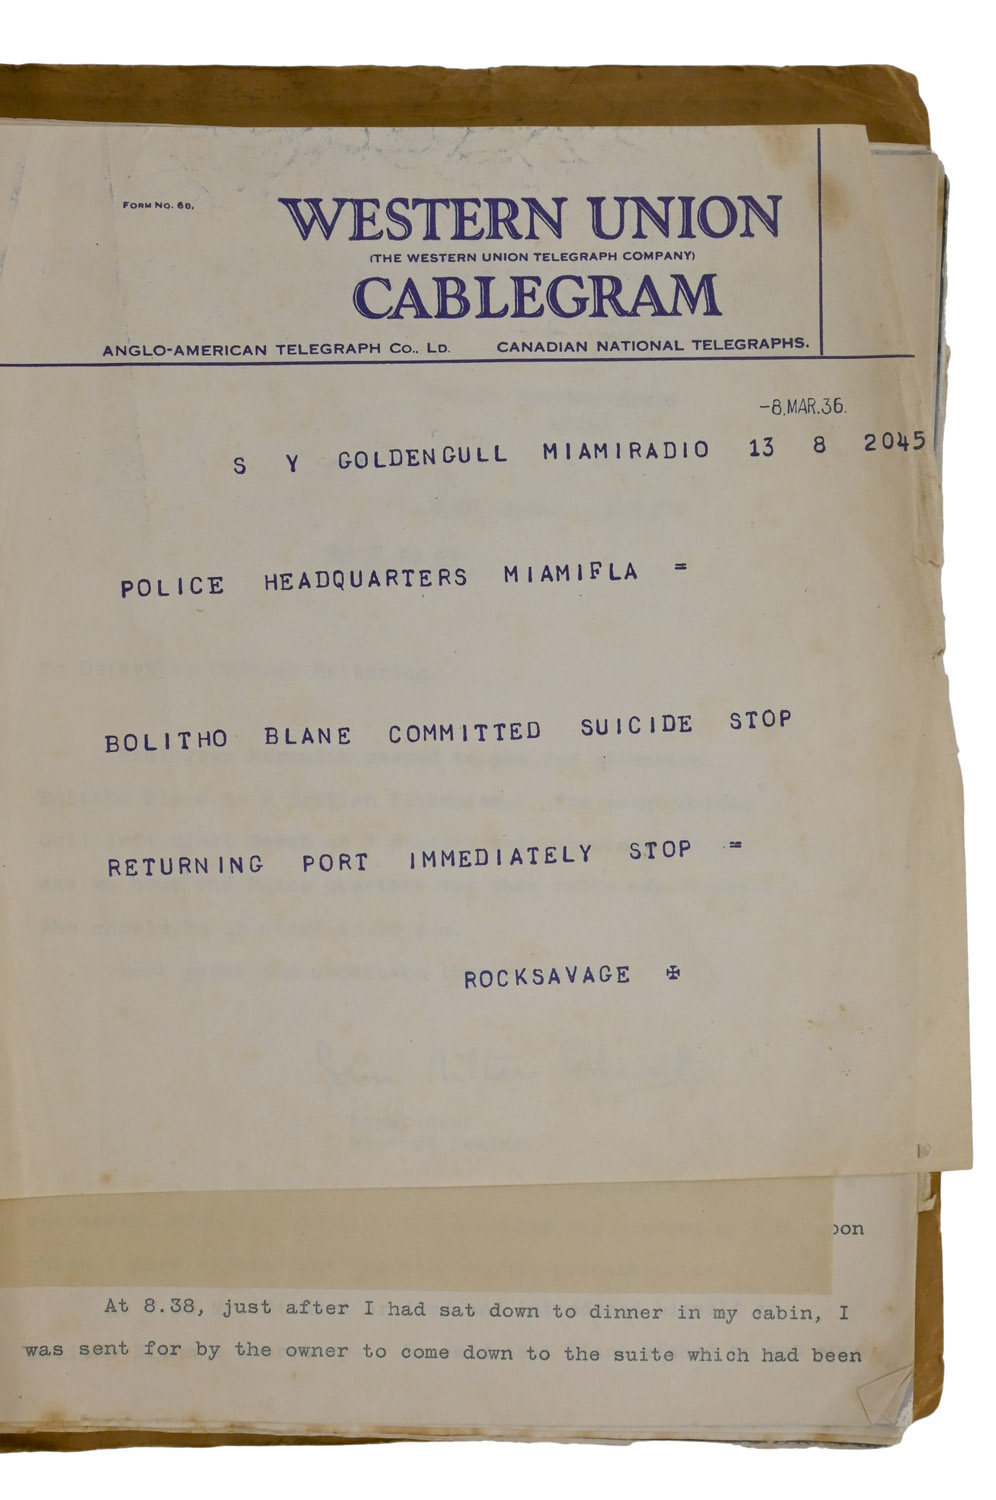 FORM NO. 6D.
WESTERN UNION
(THE WESTERN UNION TELEGRAPH COMPANY)
CABLEGRAM
ANGLO-AMERICAN TELEGRAPH Co., LD. CANADIAN NATIONAL TELEGRAPHS.
-8.MAR.36.
S Y GOLDENGULL MIAMIRADIO 13 8 2045
POLICE HEADQUARTERS MIAMIFLA =
BOLITHO BLANE COMMITTED SUICIDE STOP
RETURNING PORT IMMEDIATELY STOP =
ROCKSAVAGE ✠
At 8.38, just after I had sat down to dinner in my cabin, I
was sent for by the owner to come down to the suite which had been